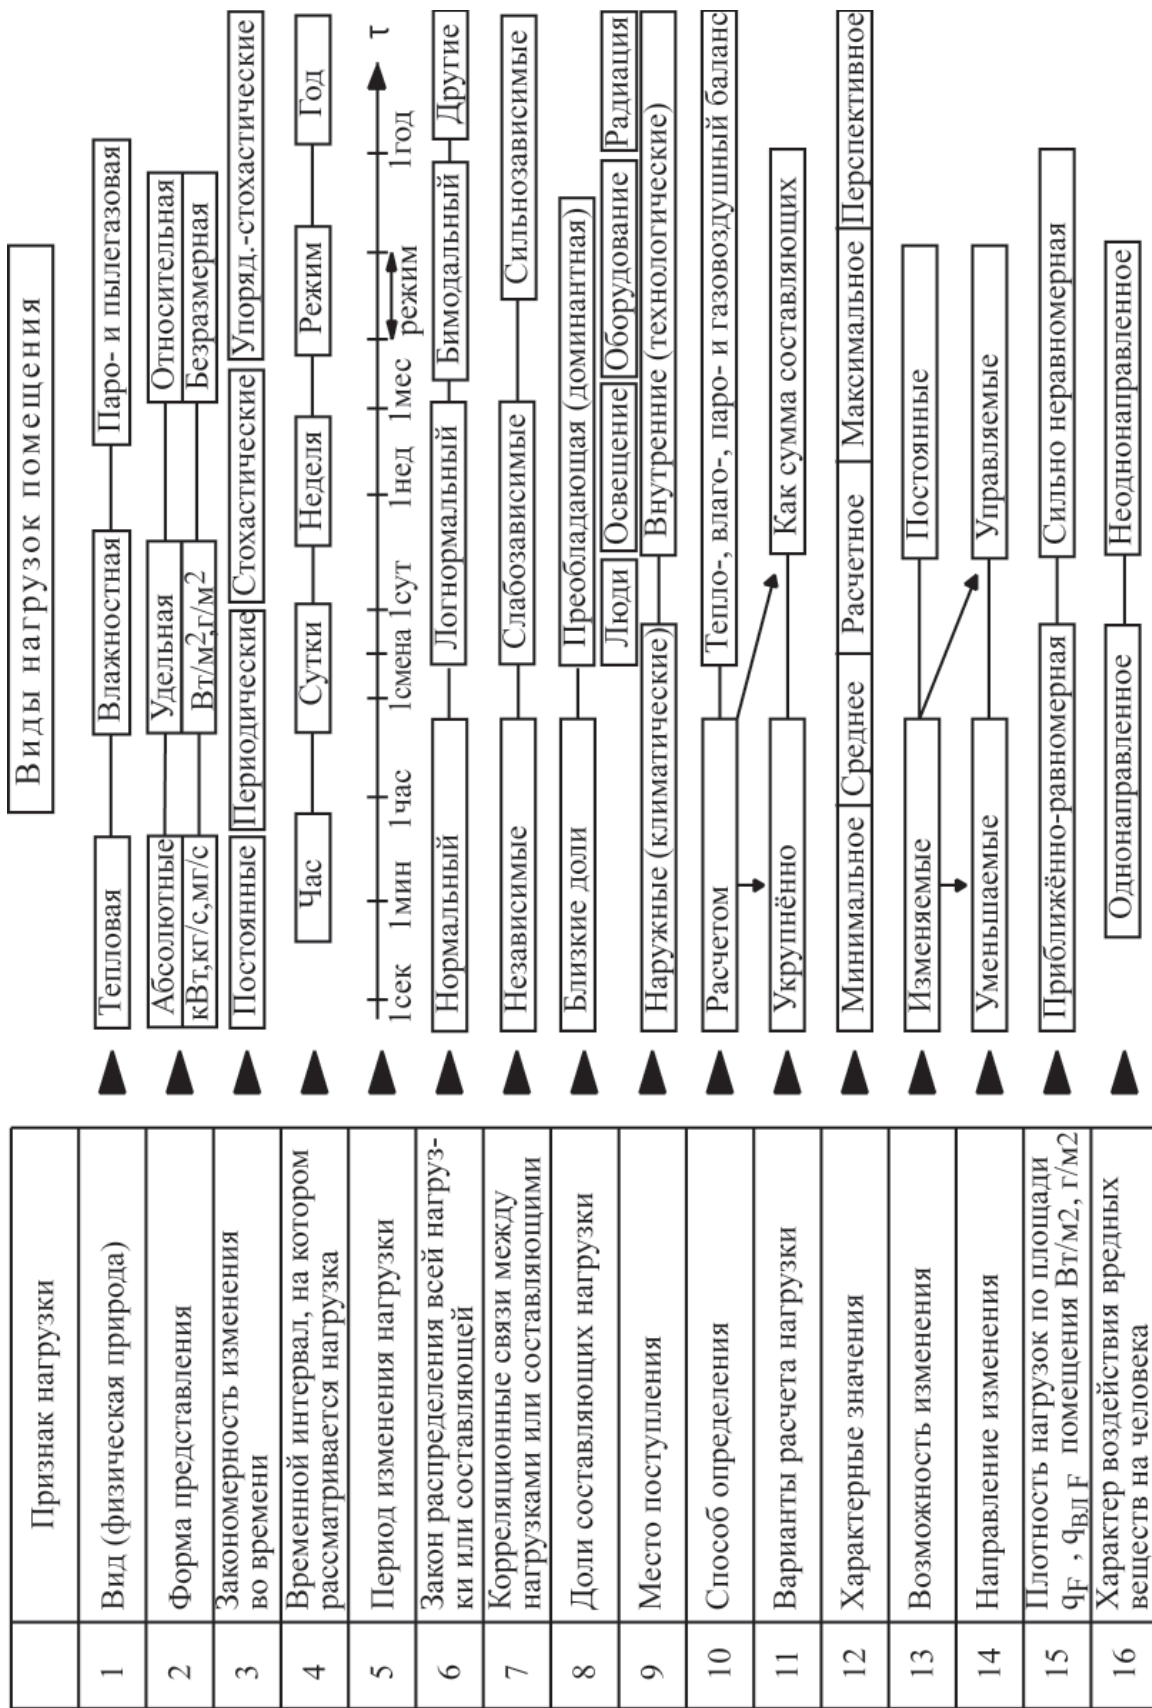 Виды нагрузок помещения
Признак нагрузки
1
Вид (физическая природа)
Тепловая
Влажностная
Паро- и пылегазовая
2
Форма представления
Абсолютные
Удельная
Относительная
кВт,кг/с,мг/с
Вт/м²,г/м²
Безразмерная
3
Закономерность изменения
во времени
Постоянные
Периодические
Стохастические
Упоряд.-стохастические
4
Временной интервал, на котором
рассматривается нагрузка
Час
Сутки
Неделя
Режим
Год
5
Период изменения нагрузки
1сек
1мин
1час
1смена
1сут
1нед
1мес
режим
1год
τ
6
Закон распределения всей нагруз-
ки или составляющей
Нормальный
Логнормальный
Бимодальный
Другие
7
Корреляционные связи между
нагрузками или составляющими
Независимые
Слабозависимые
Сильнозависимые
8
Доли составляющих нагрузки
Близкие доли
Преобладающая (доминантная)
9
Место поступления
Люди
Освещение
Оборудование
Радиация
Наружные (климатические)
Внутренние (технологические)
10
Способ определения
Расчетом
Тепло-, влаго-, паро- и газовоздушный баланс
11
Варианты расчета нагрузки
Укрупнённо
Как сумма составляющих
12
Характерные значения
Минимальное
Среднее
Расчетное
Максимальное
Перспективное
13
Возможность изменения
Изменяемые
Постоянные
14
Направление изменения
Уменьшаемые
Управляемые
15
Плотность нагрузок по площади
qF , qВЛ F помещения Вт/м2, г/м2
Приближённо-равномерная
Сильно неравномерная
16
Характер воздействия вредных
веществ на человека
Однонаправленное
Неоднонаправленное